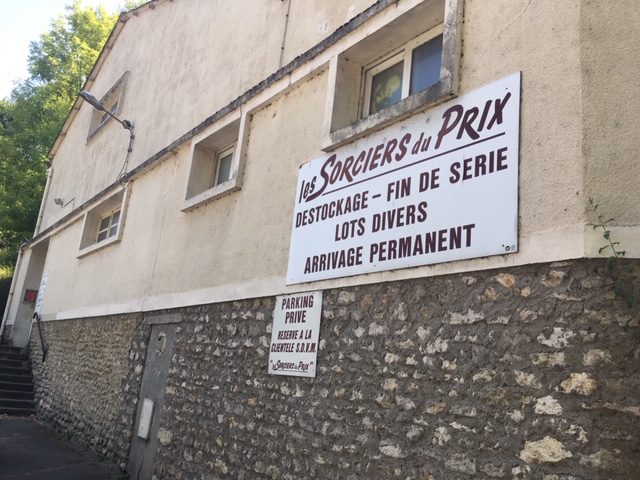 les SORCIERS du PRIX
DESTOCKAGE - FIN DE SERIE
LOTS DIVERS
ARRIVAGE PERMANENT
PARKING
PRIVE
RESERVE A LA
CLIENTELE S.D.V.M.
"les SORCIERS du PRIX"